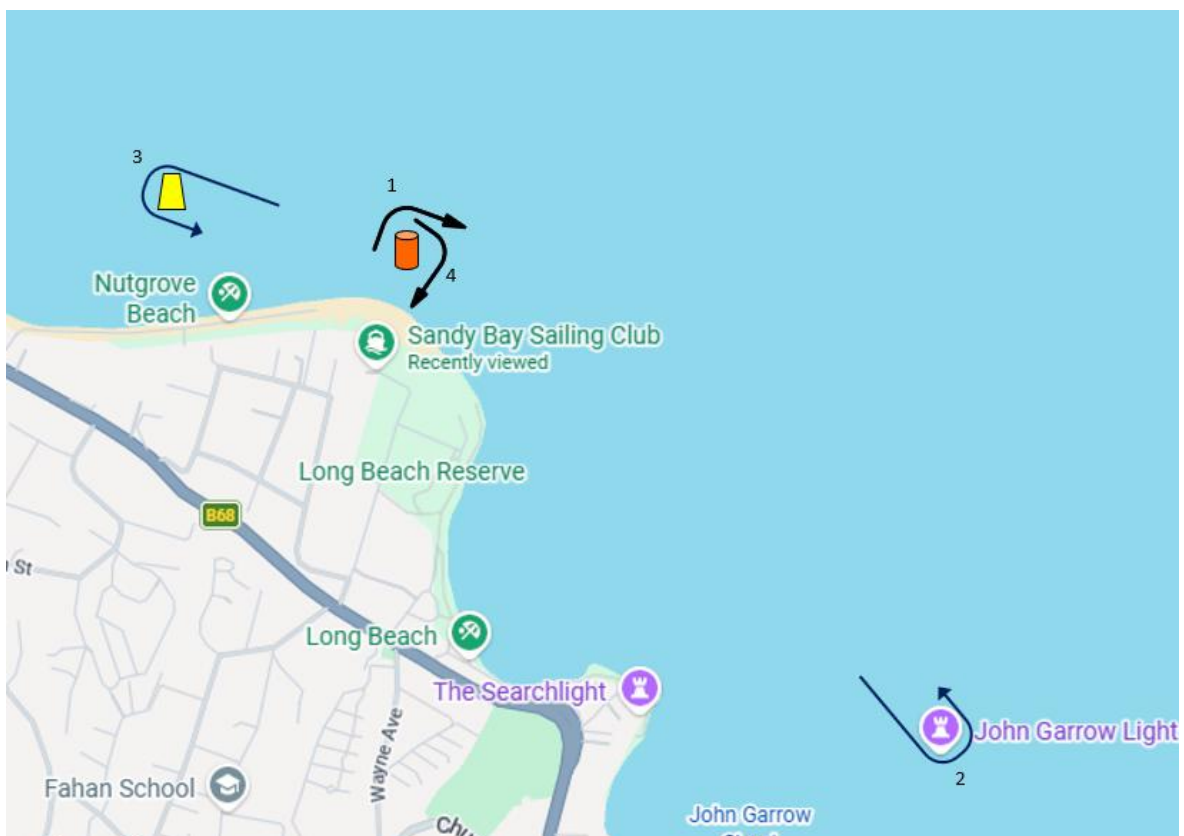 3
1
4
Nutgrove
Beach
Sandy Bay Sailing Club
Recently viewed
Long Beach Reserve
B68
St
Long Beach
The Searchlight
Wayne Ave
John Garrow Light
2
Fahan School
John Garrow